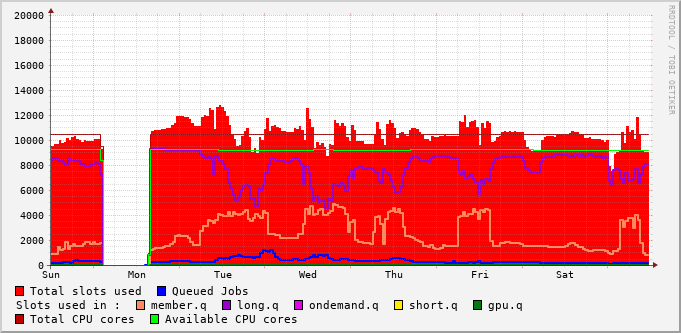 20000
18000
16000
14000
12000
10000
8000
6000
4000
2000
0
Sun Mon Tue Wed Thu Fri Sat
Total slots used Queued Jobs
Slots used in : member.q long.q ondemand.q short.q gpu.q
Total CPU cores Available CPU cores
RRDTOOL / TOBI OETIKER